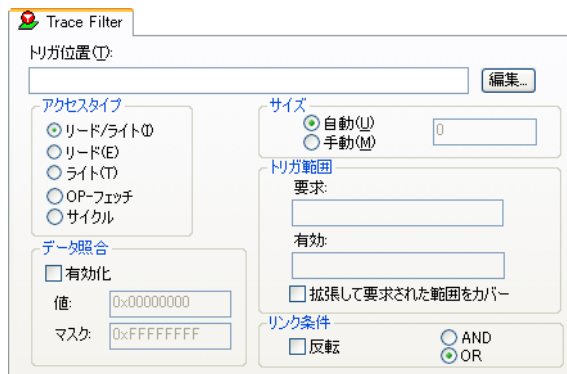 Trace Filter
トリガ位置(T):
編集...
アクセスタイプ
リード/ライト(I)
リード(E)
ライト(T)
OP-フェッチ
サイクル
サイズ
自動(U)
手動(M)
0
トリガ範囲
要求:
有効:
拡張して要求された範囲をカバー
データ照合
有効化
値: 0x00000000
マスク: 0xFFFFFFFF
リンク条件
反転
AND
OR